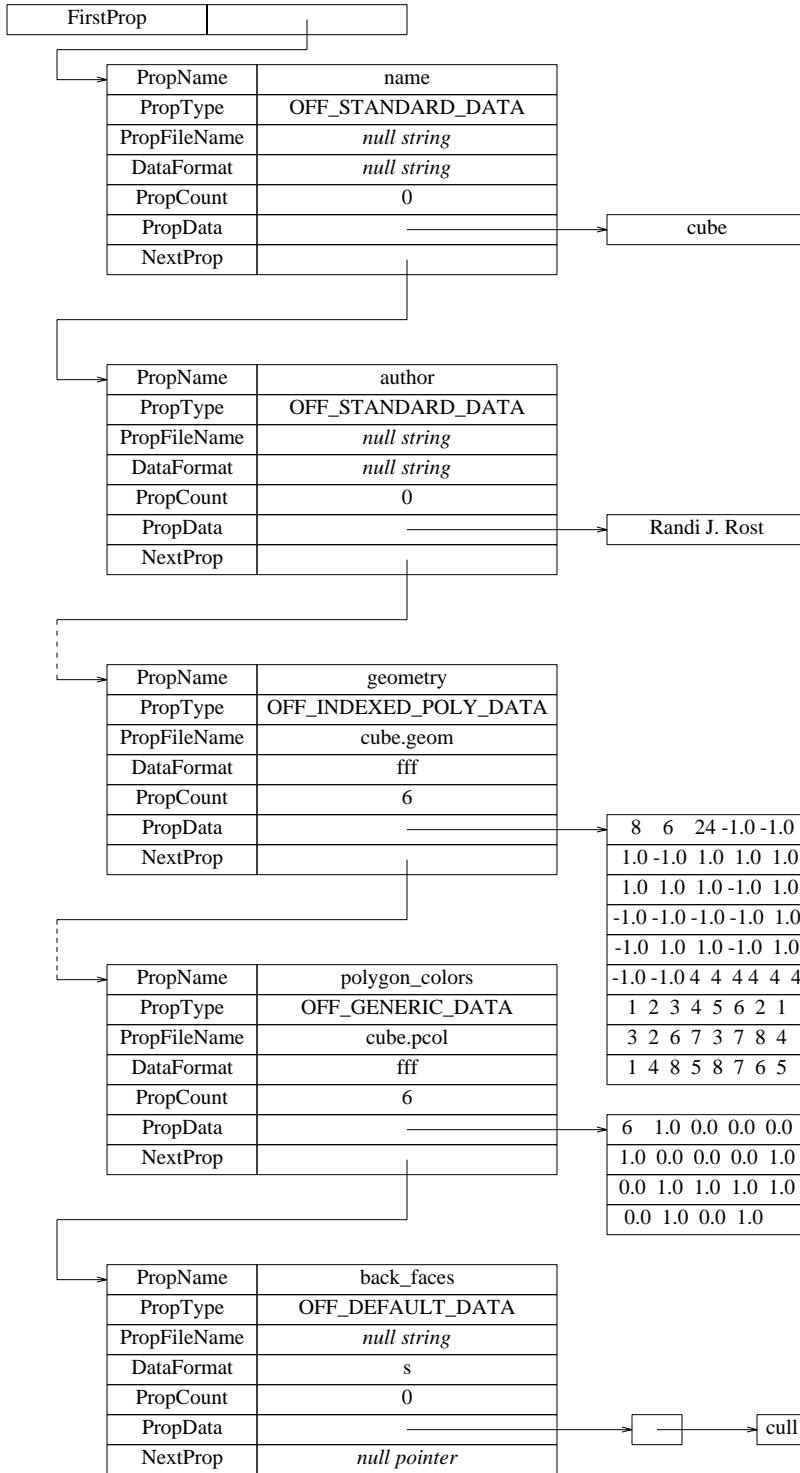 FirstProp
PropName name
PropType OFF_STANDARD_DATA
PropFileName null string
DataFormat null string
PropCount 0
PropData cube
NextProp
PropName author
PropType OFF_STANDARD_DATA
PropFileName null string
DataFormat null string
PropCount 0
PropData Randi J. Rost
NextProp
PropName geometry
PropType OFF_INDEXED_POLY_DATA
PropFileName cube.geom
DataFormat fff
PropCount 6
PropData
NextProp
8 6 24 -1.0 -1.0
1.0 -1.0 1.0 1.0 1.0
1.0 1.0 1.0 -1.0 1.0
-1.0 -1.0 -1.0 -1.0 1.0
-1.0 1.0 1.0 -1.0 1.0
-1.0 -1.0 4 4 4 4 4 4
1 2 3 4 5 6 2 1
3 2 6 7 3 7 8 4
1 4 8 5 8 7 6 5
PropName polygon_colors
PropType OFF_GENERIC_DATA
PropFileName cube.pcol
DataFormat fff
PropCount 6
PropData
NextProp
6 1.0 0.0 0.0 0.0
1.0 0.0 0.0 0.0 1.0
0.0 1.0 1.0 1.0 1.0
0.0 1.0 0.0 1.0
PropName back_faces
PropType OFF_DEFAULT_DATA
PropFileName null string
DataFormat s
PropCount 0
PropData cull
NextProp null pointer